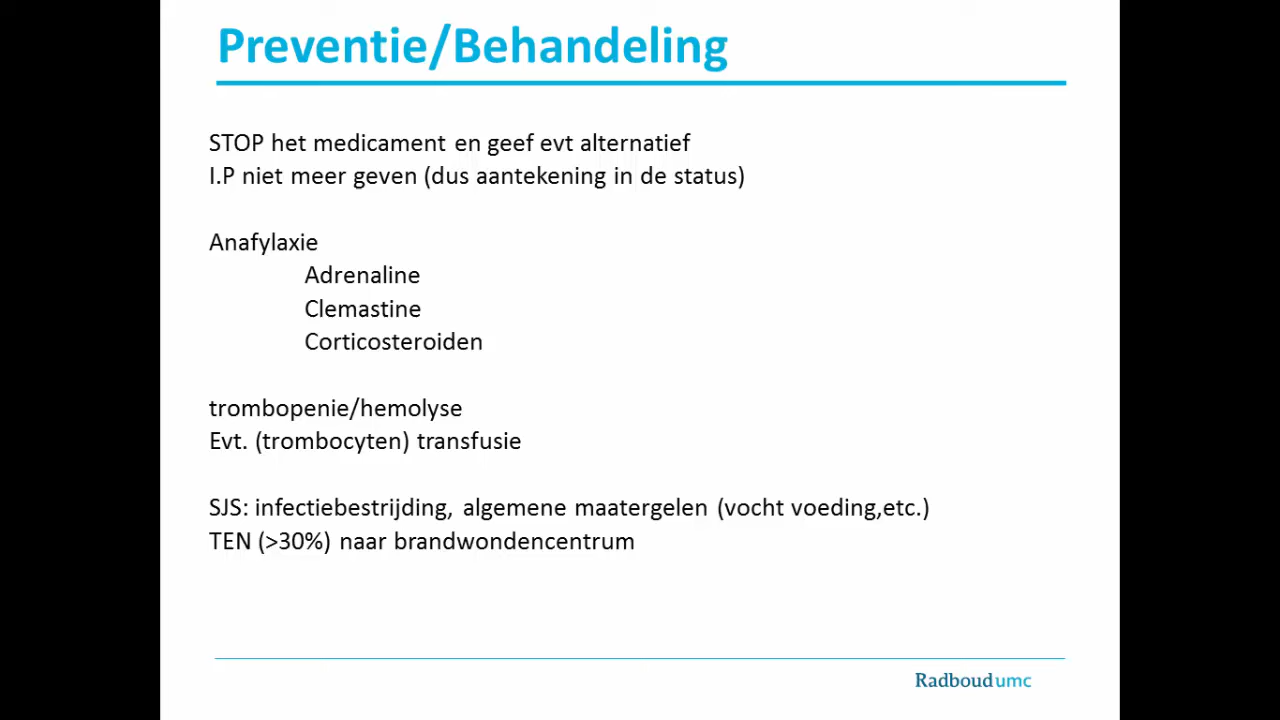 Preventie/Behandeling
STOP het medicament en geef evt alternatief
I.P niet meer geven (dus aantekening in de status)
Anafylaxie
Adrenaline
Clemastine
Corticosteroiden
trombopenie/hemolyse
Evt. (trombocyten) transfusie
SJS: infectiebestrijding, algemene maatergelen (vocht voeding,etc.)
TEN (>30%) naar brandwondencentrum
Radboudumc